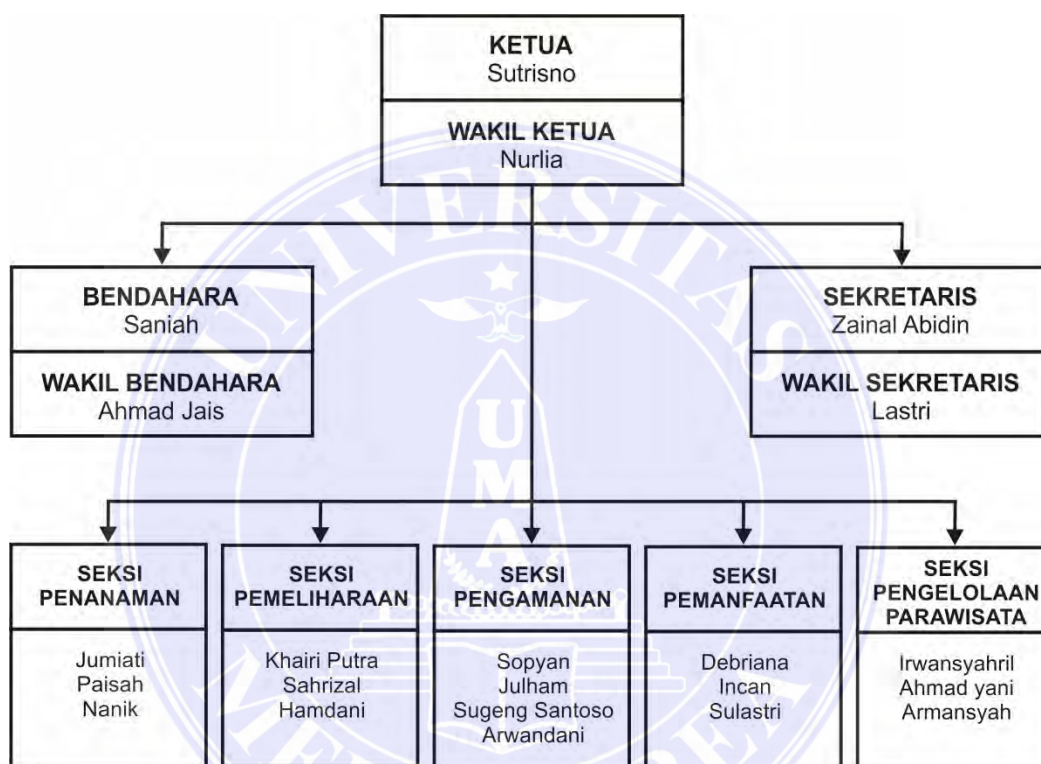 KETUA
Sutrisno
WAKIL KETUA
Nurlia
BENDAHARA
Saniah
WAKIL BENDAHARA
Ahmad Jais
SEKRETARIS
Zainal Abidin
WAKIL SEKRETARIS
Lastri
SEKSI
PENANAMAN
Jumiati
Paisah
Nanik
SEKSI
PEMELIHARAAN
Khairi Putra
Sahrizal
Hamdani
SEKSI
PENGAMANAN
Sopyan
Julham
Sugeng Santoso
Arwandani
SEKSI
PEMANFAATAN
Debriana
Incan
Sulastri
SEKSI
PENGELOLAAN
PARAWISATA
Irwansyahril
Ahmad yani
Armansyah
UNIVERSITAS
UMA